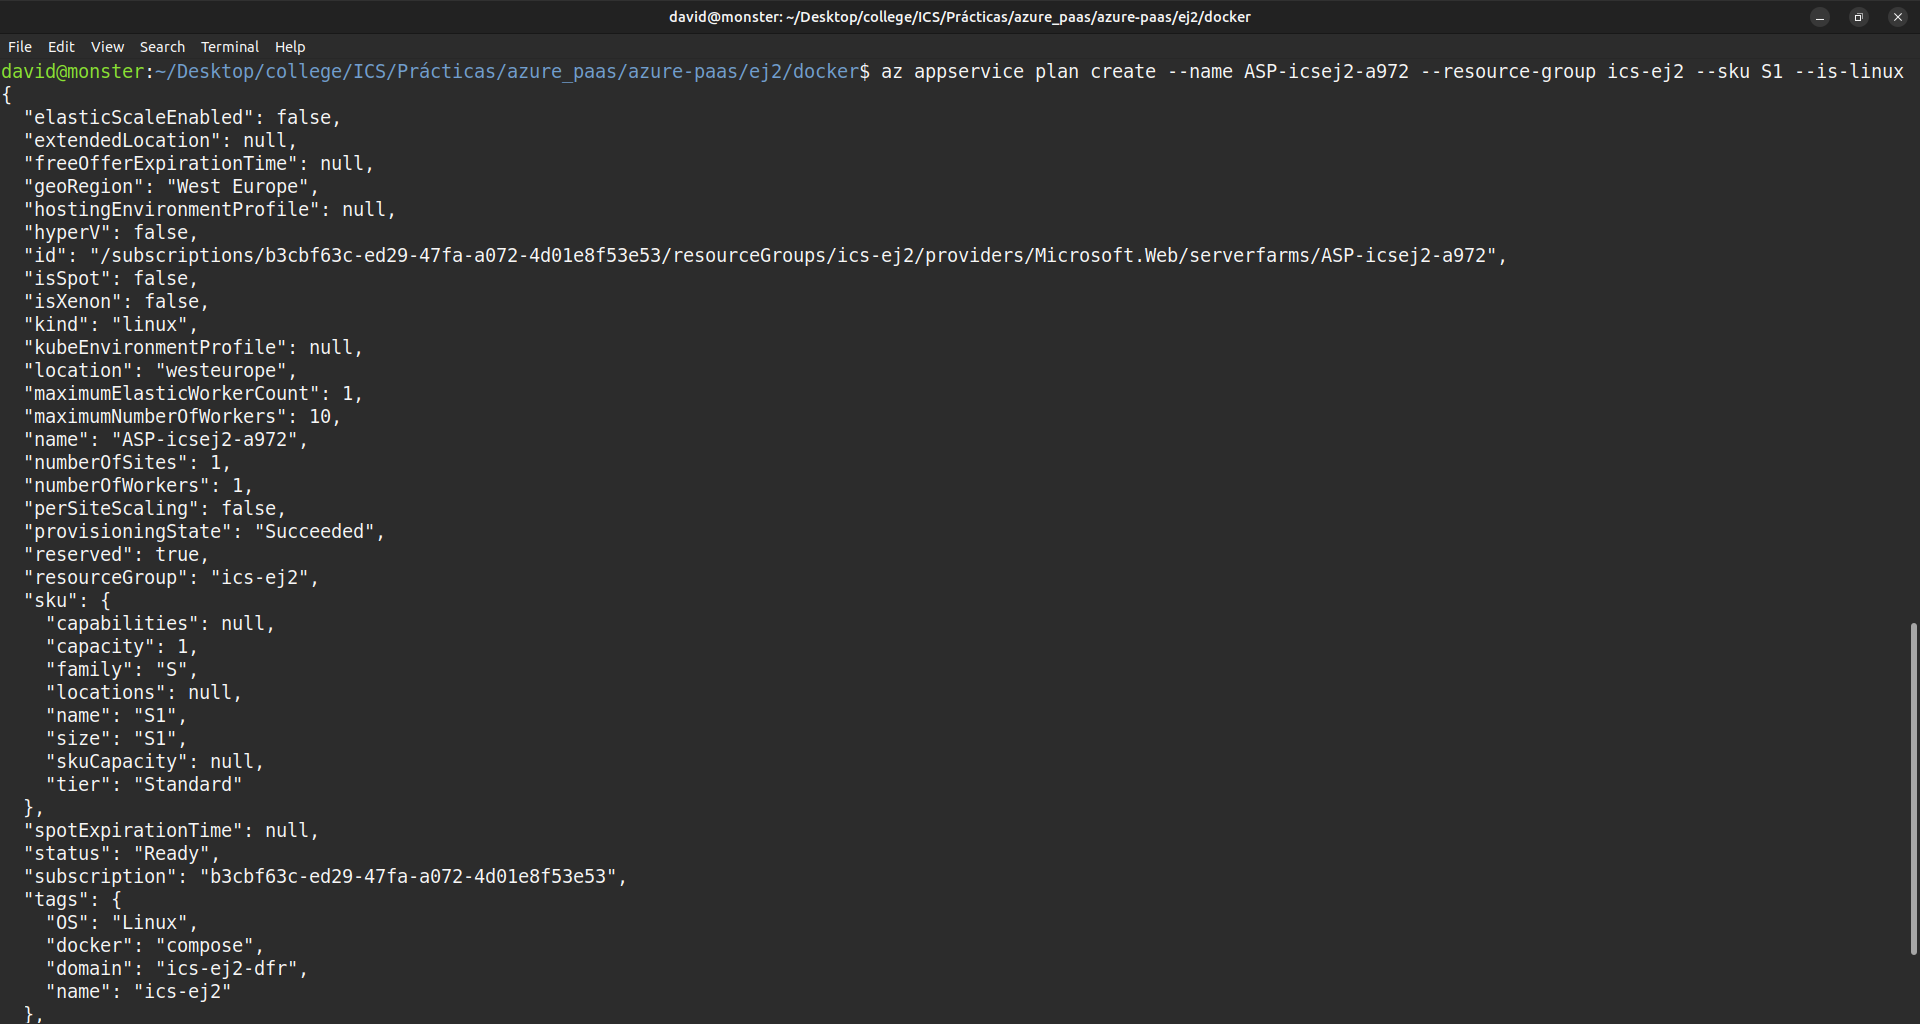 david@monster: ~/Desktop/college/ICS/Prácticas/azure_paas/azure-paas/ej2/docker
File Edit View Search Terminal Help
david@monster:~/Desktop/college/ICS/Prácticas/azure_paas/azure-paas/ej2/docker$ az appservice plan create --name ASP-icsej2-a972 --resource-group ics-ej2 --sku S1 --is-linux
{
  "elasticScaleEnabled": false,
  "extendedLocation": null,
  "freeOfferExpirationTime": null,
  "geoRegion": "West Europe",
  "hostingEnvironmentProfile": null,
  "hyperV": false,
  "id": "/subscriptions/b3cbf63c-ed29-47fa-a072-4d01e8f53e53/resourceGroups/ics-ej2/providers/Microsoft.Web/serverfarms/ASP-icsej2-a972",
  "isSpot": false,
  "isXenon": false,
  "kind": "linux",
  "kubeEnvironmentProfile": null,
  "location": "westeurope",
  "maximumElasticWorkerCount": 1,
  "maximumNumberOfWorkers": 10,
  "name": "ASP-icsej2-a972",
  "numberOfSites": 1,
  "numberOfWorkers": 1,
  "perSiteScaling": false,
  "provisioningState": "Succeeded",
  "reserved": true,
  "resourceGroup": "ics-ej2",
  "sku": {
    "capabilities": null,
    "capacity": 1,
    "family": "S",
    "locations": null,
    "name": "S1",
    "size": "S1",
    "skuCapacity": null,
    "tier": "Standard"
  },
  "spotExpirationTime": null,
  "status": "Ready",
  "subscription": "b3cbf63c-ed29-47fa-a072-4d01e8f53e53",
  "tags": {
    "OS": "Linux",
    "docker": "compose",
    "domain": "ics-ej2-dfr",
    "name": "ics-ej2"
  },